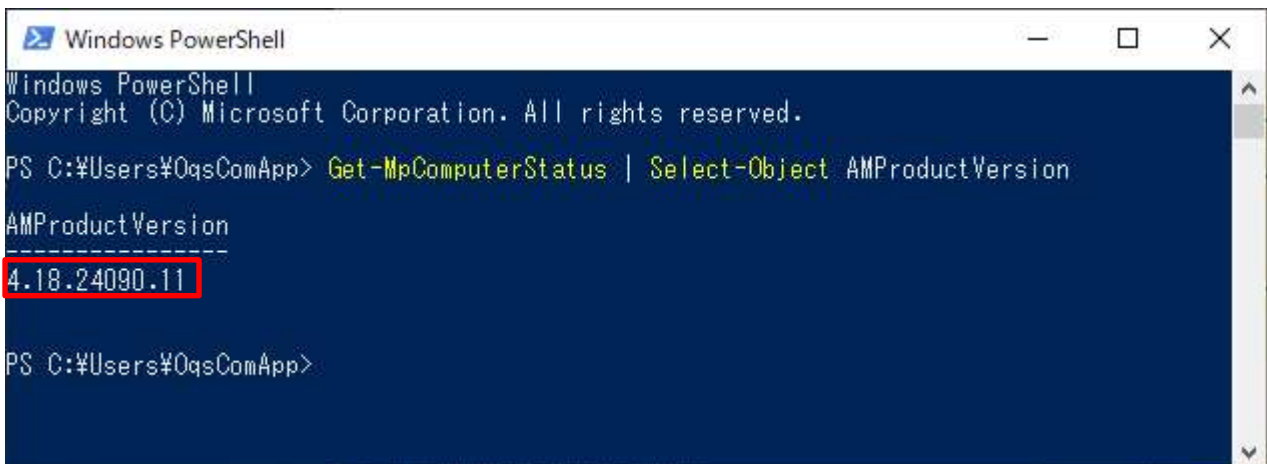 Windows PowerShell
Windows PowerShell
Copyright (C) Microsoft Corporation. All rights reserved.
PS C:¥Users¥OqsComApp> Get-MpComputerStatus | Select-Object AMProductVersion
AMProductVersion
----------------
4.18.24090.11
PS C:¥Users¥OqsComApp>